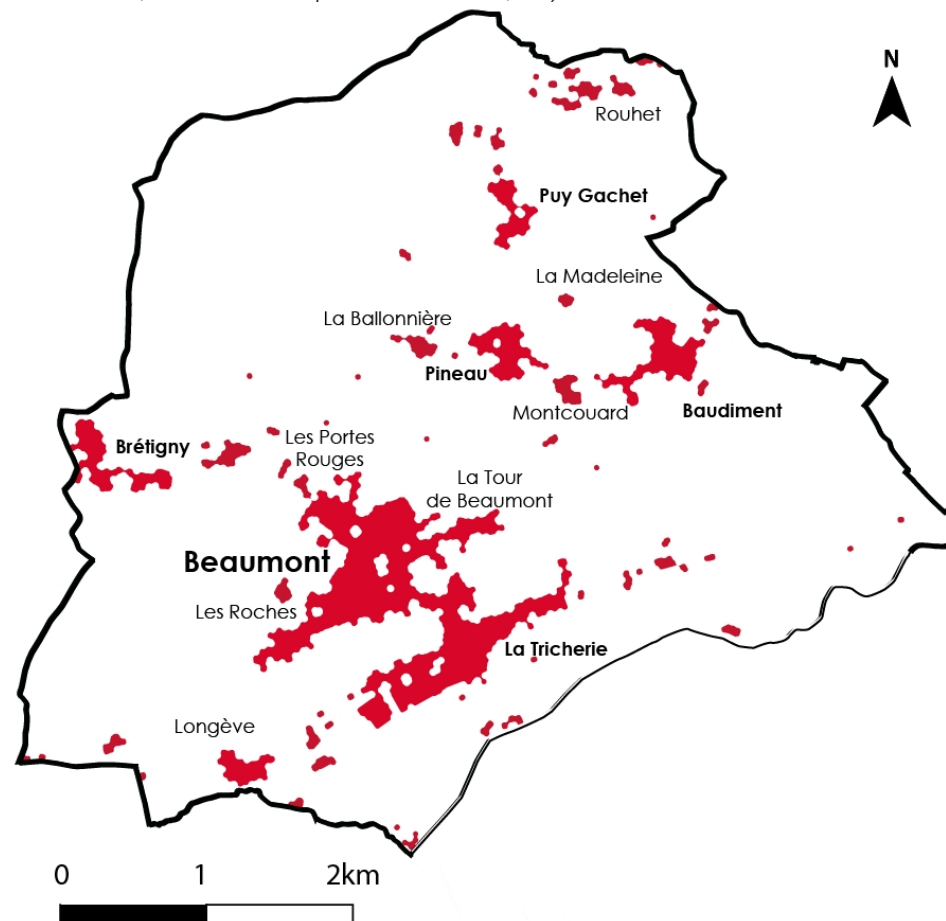 N
Rouhet
Puy Gachet
La Madeleine
La Ballonnière
Pineau
Montcouard
Baudiment
Brétigny
Les Portes
Rouges
La Tour
de Beaumont
Beaumont
Les Roches
La Tricherie
Longève
0 1 2km